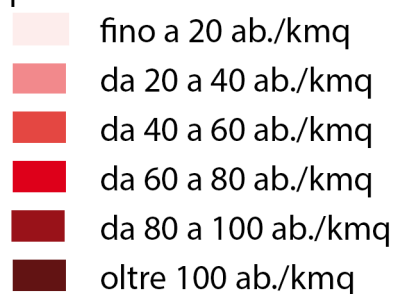 fino a 20 ab./kmq
da 20 a 40 ab./kmq
da 40 a 60 ab./kmq
da 60 a 80 ab./kmq
da 80 a 100 ab./kmq
oltre 100 ab./kmq